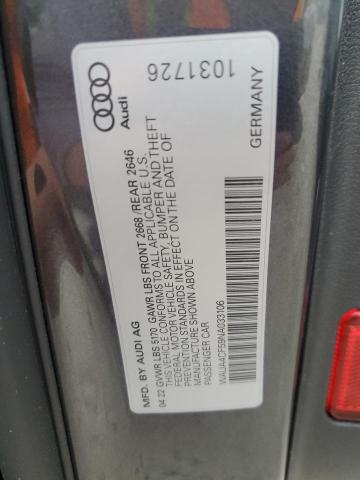 1031726
Audi
GERMANY
MFD. BY AUDI AG
04.22 GVWR LBS 5170 GAWR LBS FRONT 2668/REAR 2646
THIS VEHICLE CONFORMS TO ALL APPLICABLE U.S.
FEDERAL MOTOR VEHICLE SAFETY, BUMPER AND THEFT
PREVENTION STANDARDS IN EFFECT ON THE DATE OF
MANUFACTURE SHOWN ABOVE
PASSENGER CAR
WAUA4CF59NA033106